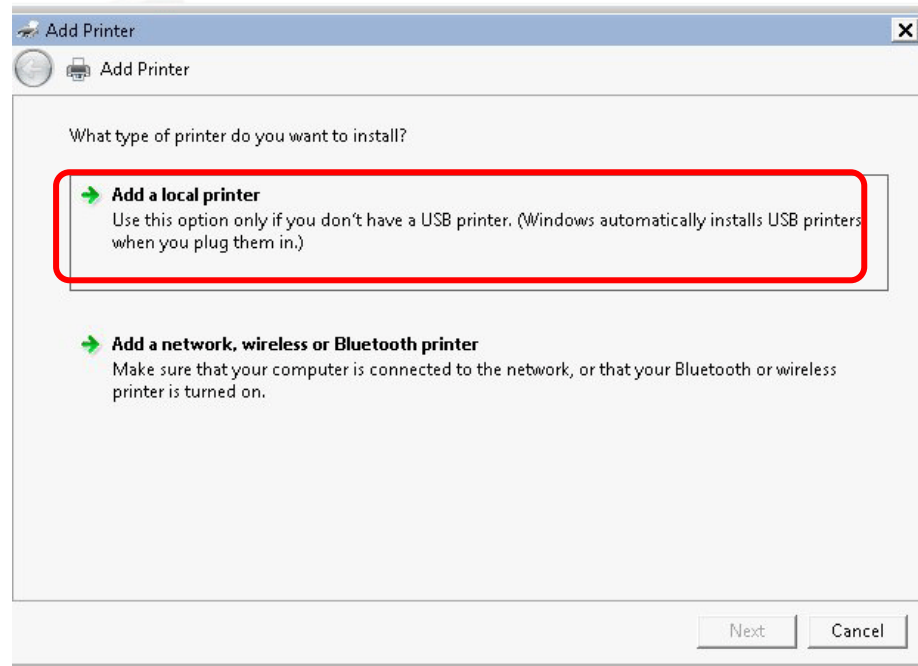 Add Printer
Add Printer
What type of printer do you want to install?
Add a local printer
Use this option only if you don't have a USB printer. (Windows automatically installs USB printers
when you plug them in.)
Add a network, wireless or Bluetooth printer
Make sure that your computer is connected to the network, or that your Bluetooth or wireless
printer is turned on.
Next Cancel